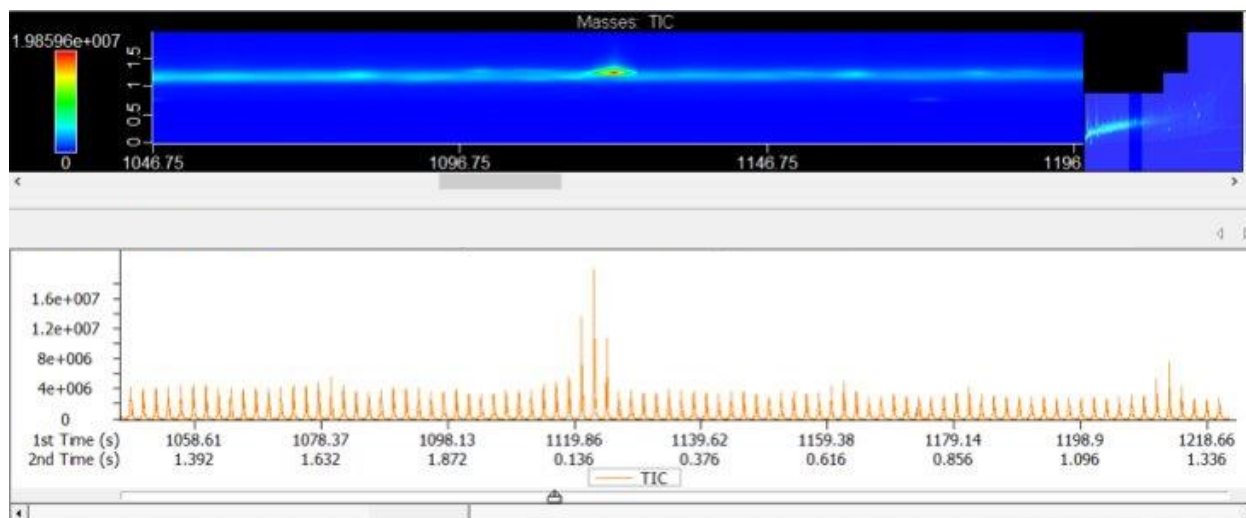 Masses: TIC
1.98596e+007
0
1.5
1
0.5
0
1046.75 1096.75 1146.75 1196
1.6e+007
1.2e+007
8e+006
4e+006
0
1st Time (s) 1058.61 1078.37 1098.13 1119.86 1139.62 1159.38 1179.14 1198.9 1218.66
2nd Time (s) 1.392 1.632 1.872 0.136 0.376 0.616 0.856 1.096 1.336
TIC